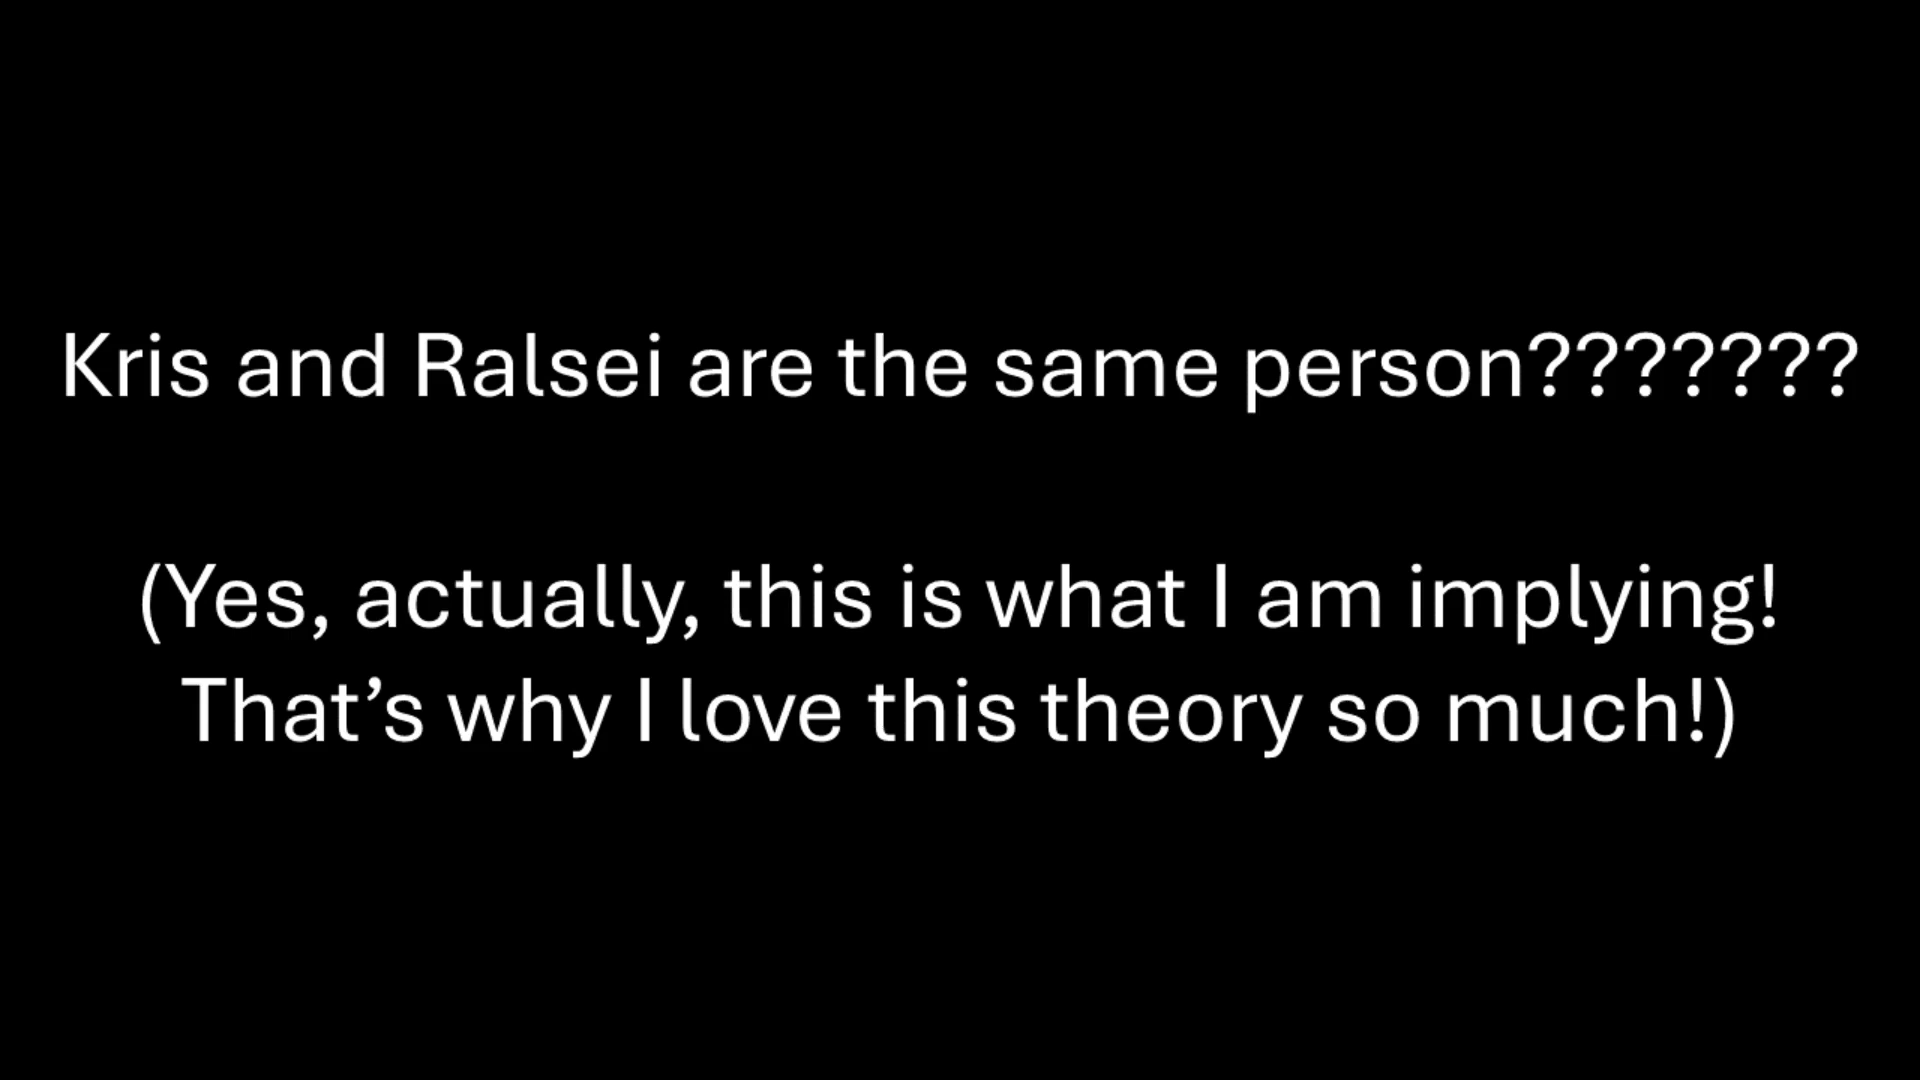 Kris and Ralsei are the same person???????
(Yes, actually, this is what I am implying!
That’s why I love this theory so much!)